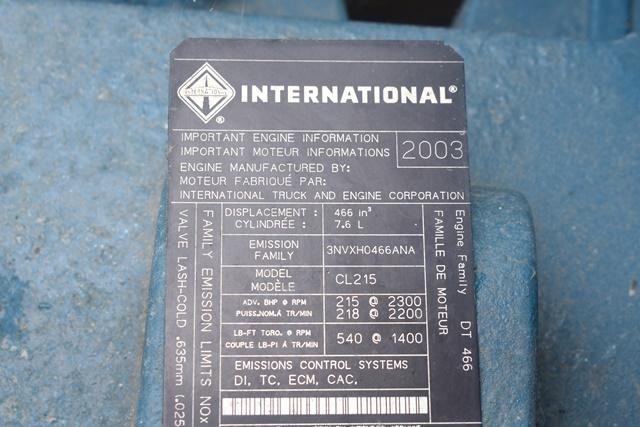 INTERNATIONAL
INTERNATIONAL®
®
IMPORTANT ENGINE INFORMATION
IMPORTANT MOTEUR INFORMATIONS
2003
ENGINE MANUFACTURED BY:
MOTEUR FABRIQUÉ PAR:
INTERNATIONAL TRUCK AND ENGINE CORPORATION
DISPLACEMENT : 466 in³
CYLINDRÉE : 7.6 L
EMISSION FAMILY 3NVXH0466ANA
MODEL
MODÈLE CL215
ADV. BHP @ RPM 215 @ 2300
PUISS.NOM.À TR/MIN 218 @ 2200
LB-FT TORQ. @ RPM
COUPLE LB-PI À TR/MIN 540 @ 1400
EMISSIONS CONTROL SYSTEMS
DI, TC, ECM, CAC,
VALVE LASH-COLD .635mm (.025
FAMILY EMISSION LIMITS NOx
Engine Family DT 466
FAMILLE DE MOTEUR